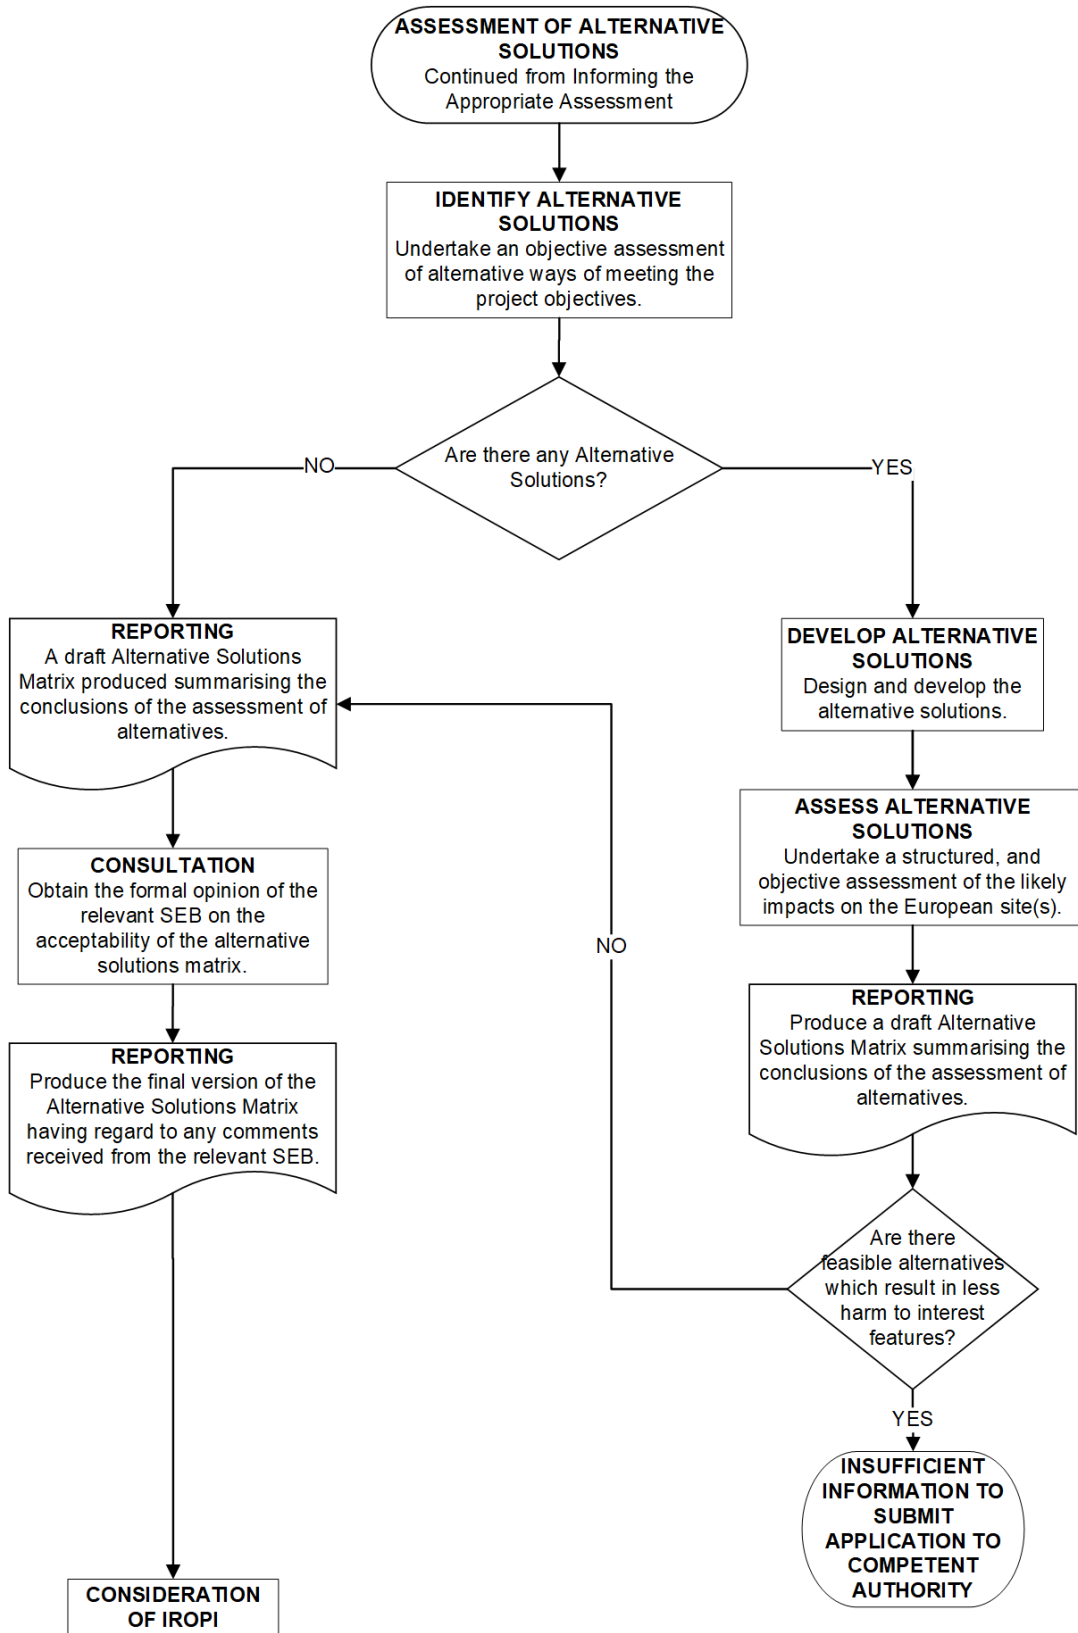 ASSESSMENT OF ALTERNATIVE
SOLUTIONS
Continued from Informing the
Appropriate Assessment
IDENTIFY ALTERNATIVE
SOLUTIONS
Undertake an objective assessment
of alternative ways of meeting the
project objectives.
Are there any Alternative
Solutions?
NO
YES
REPORTING
A draft Alternative Solutions
Matrix produced summarising the
conclusions of the assessment of
alternatives.
CONSULTATION
Obtain the formal opinion of the
relevant SEB on the
acceptability of the alternative
solutions matrix.
REPORTING
Produce the final version of the
Alternative Solutions Matrix
having regard to any comments
received from the relevant SEB.
CONSIDERATION
OF IROPI
DEVELOP ALTERNATIVE
SOLUTIONS
Design and develop the
alternative solutions.
ASSESS ALTERNATIVE
SOLUTIONS
Undertake a structured, and
objective assessment of the likely
impacts on the European site(s).
REPORTING
Produce a draft Alternative
Solutions Matrix summarising the
conclusions of the assessment of
alternatives.
Are there
feasible alternatives
which result in less
harm to interest
features?
NO
YES
INSUFFICIENT
INFORMATION TO
SUBMIT
APPLICATION TO
COMPETENT
AUTHORITY